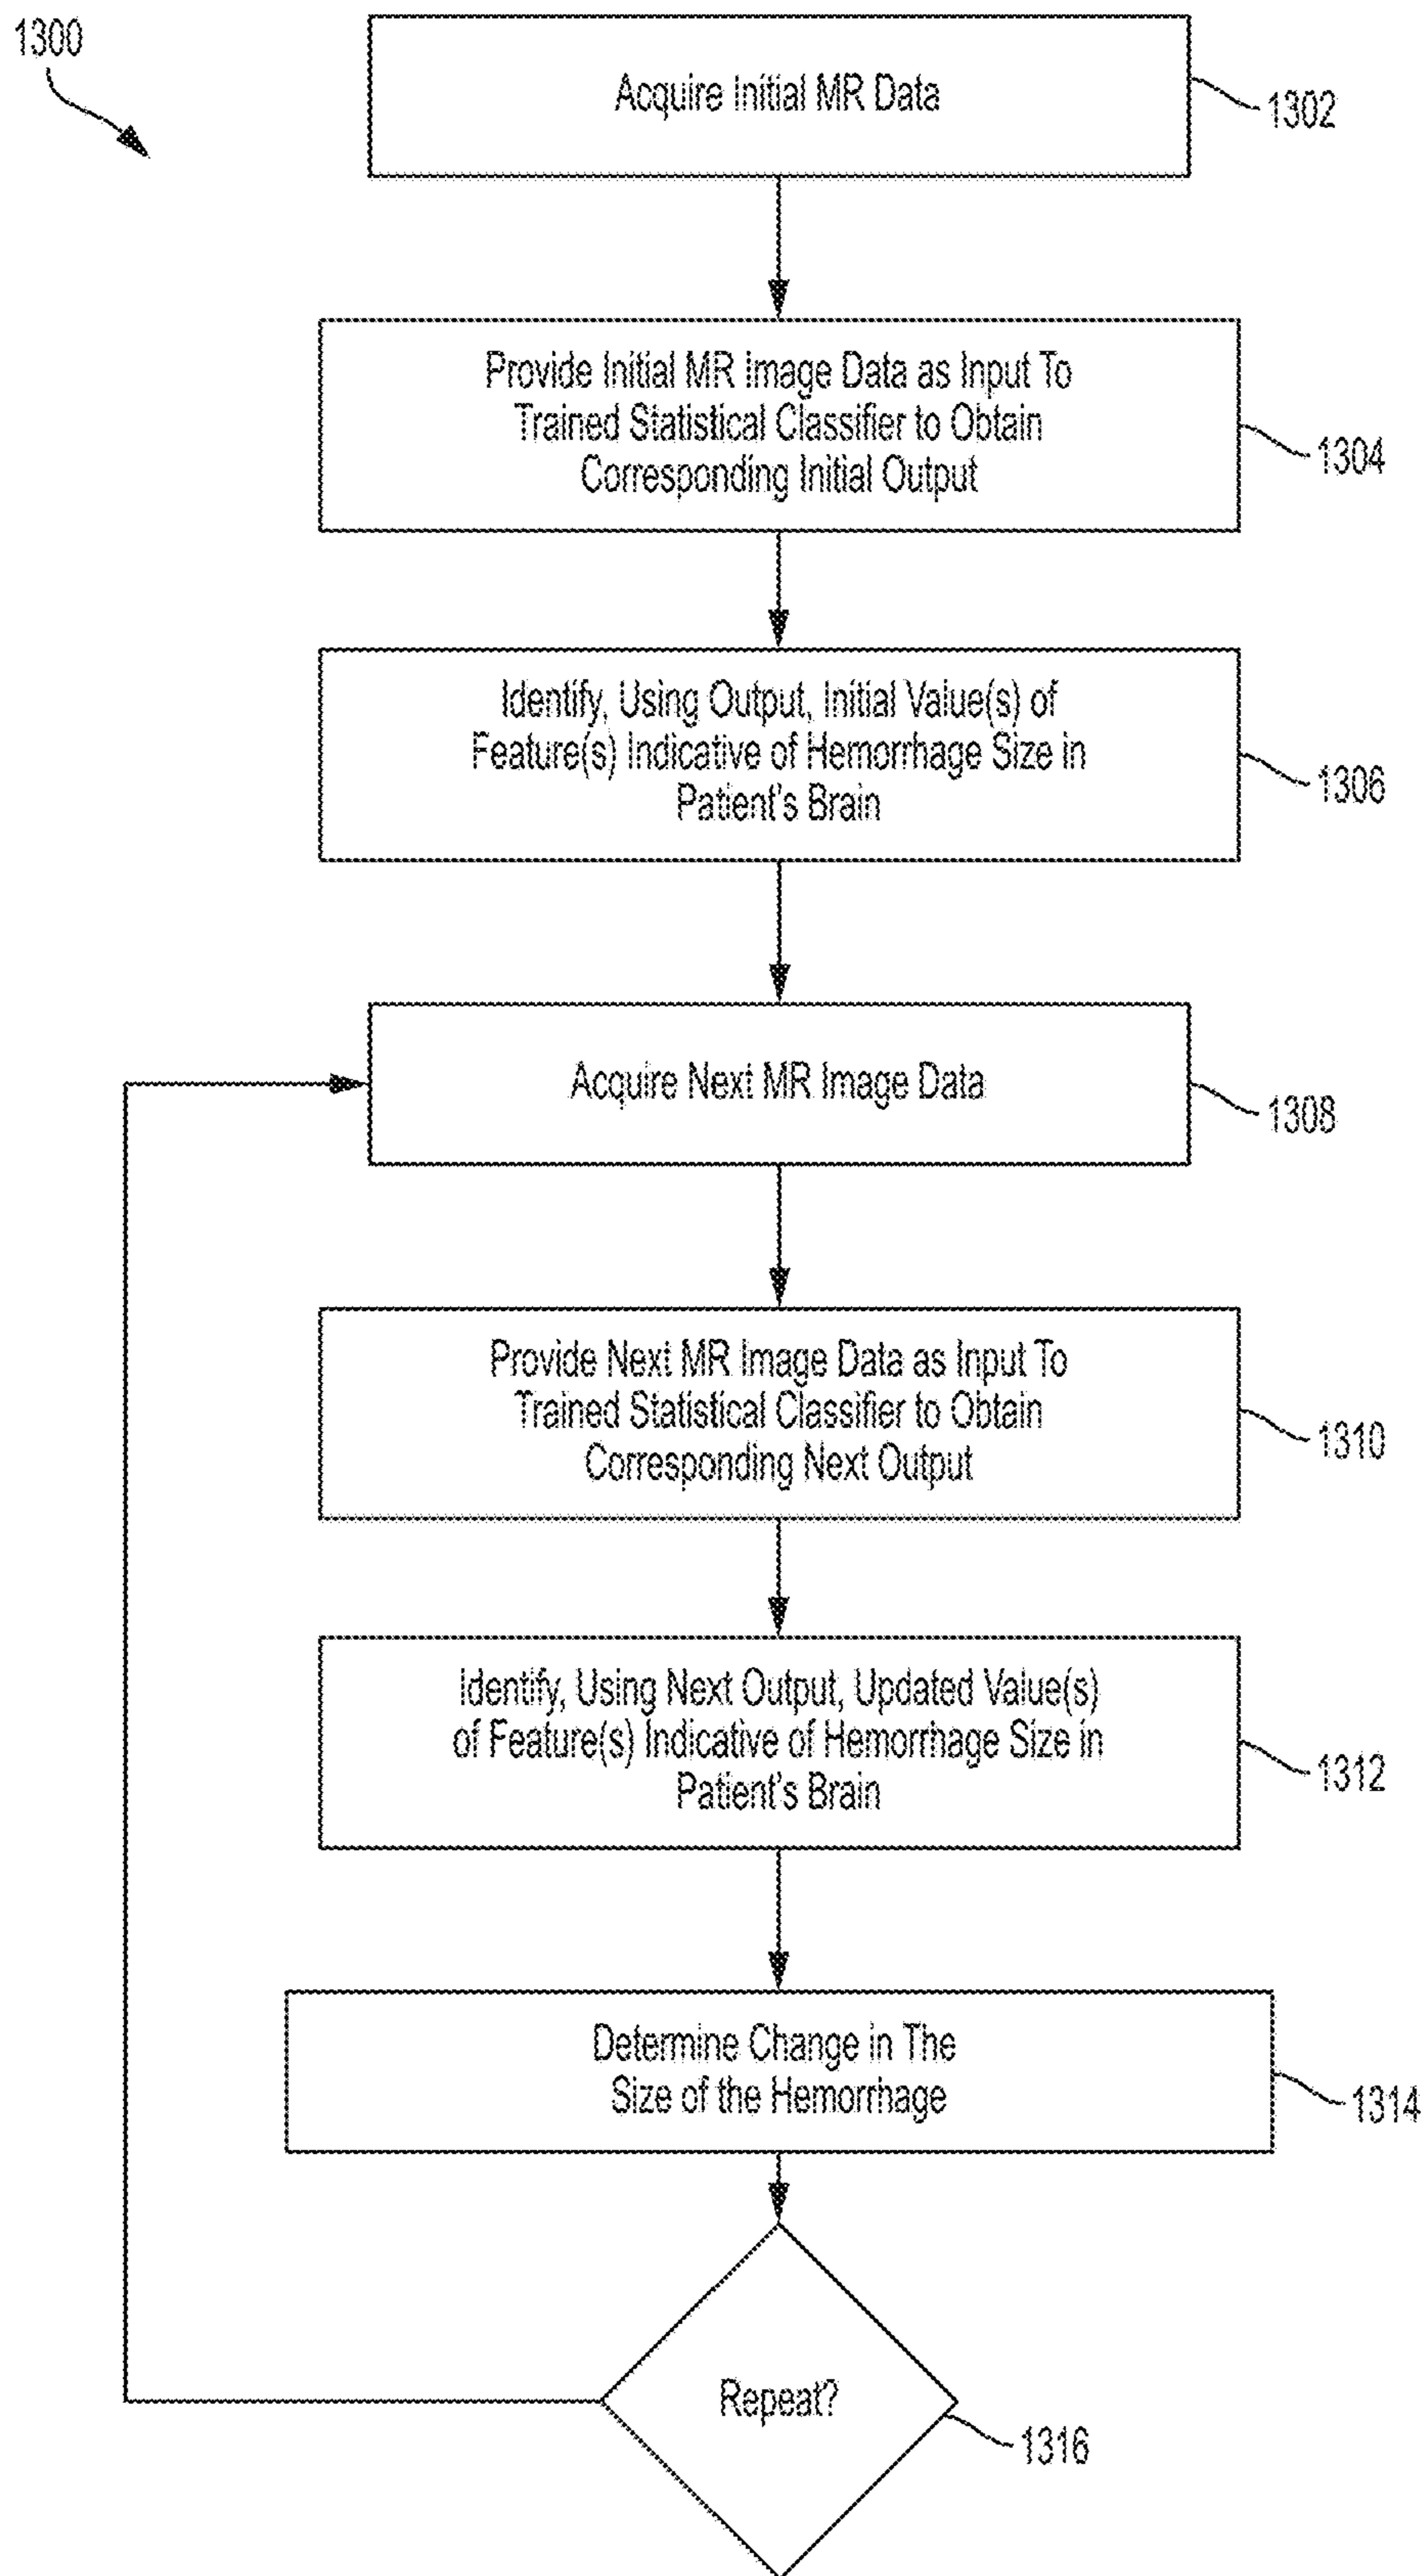 1300
Acquire Initial MR Data
1302
Provide Initial MR Image Data as Input To
Trained Statistical Classifier to Obtain
Corresponding Initial Output
1304
Identify, Using Output, Initial Value(s) of
Feature(s) Indicative of Hemorrhage Size in
Patient's Brain
1306
Acquire Next MR Image Data
1308
Provide Next MR Image Data as Input To
Trained Statistical Classifier to Obtain
Corresponding Next Output
1310
Identify, Using Next Output, Updated Value(s)
of Feature(s) Indicative of Hemorrhage Size in
Patient's Brain
1312
Determine Change in The
Size of the Hemorrhage
1314
Repeat?
1316